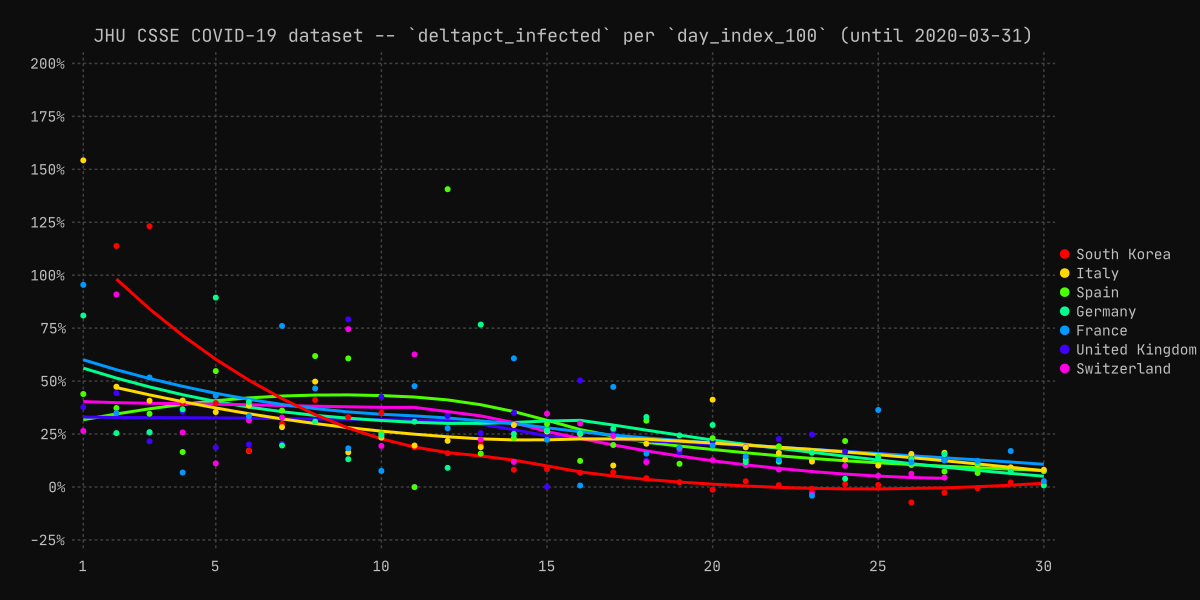 JHU CSSE COVID-19 dataset -- `deltapct_infected` per `day_index_100` (until 2020-03-31)
200%
175%
150%
125%
100%
75%
50%
25%
0%
-25%
1 5 10 15 20 25 30
South Korea
Italy
Spain
Germany
France
United Kingdom
Switzerland